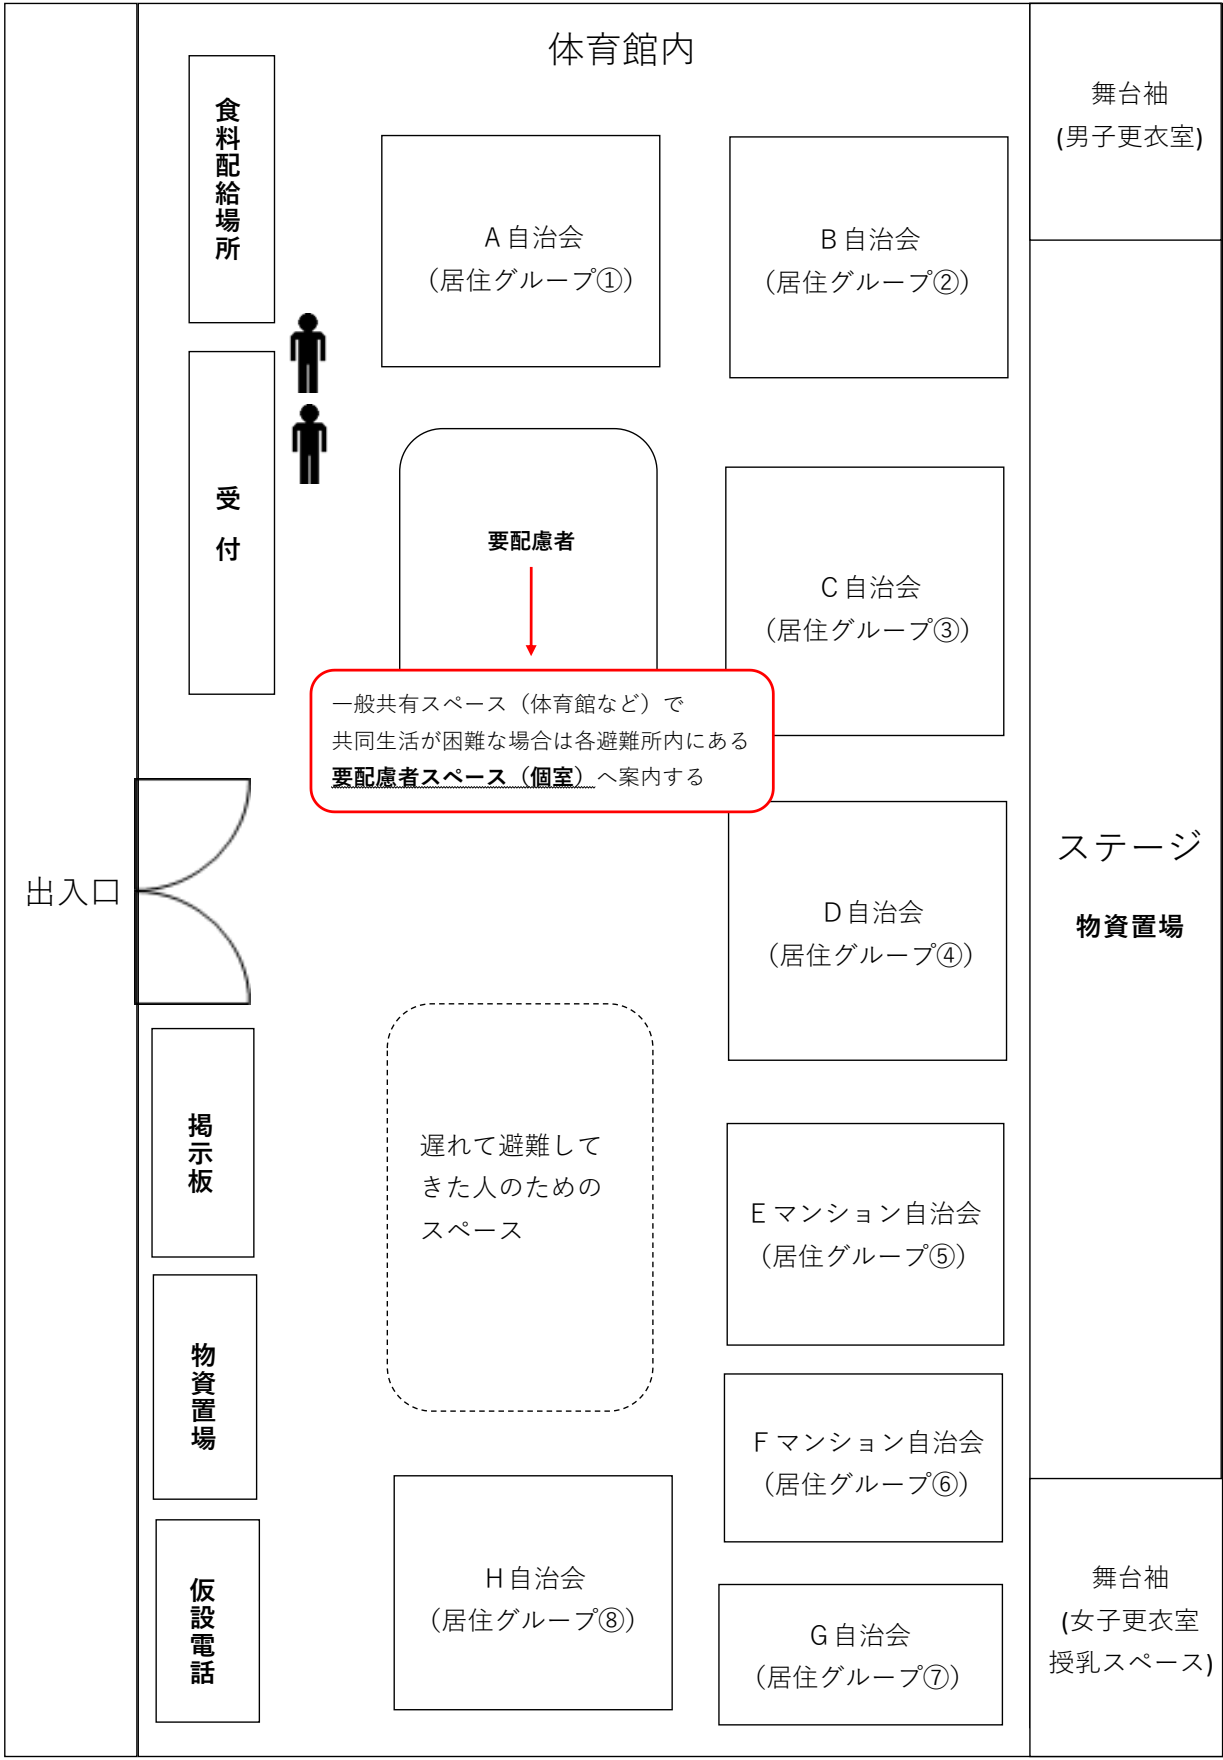 体育館内
食料配給場所
舞台袖
(男子更衣室)
A自治会
(居住グループ①)
B自治会
(居住グループ②)
受付
要配慮者
C自治会
(居住グループ③)
一般共有スペース（体育館など）で
共同生活が困難な場合は各避難所内にある
要配慮者スペース（個室）へ案内する
出入口
D自治会
(居住グループ④)
ステージ
物資置場
掲示板
遅れて避難して
きた人のための
スペース
Eマンション自治会
(居住グループ⑤)
物資置場
Fマンション自治会
(居住グループ⑥)
仮設電話
H自治会
(居住グループ⑧)
G自治会
(居住グループ⑦)
舞台袖
(女子更衣室
授乳スペース)